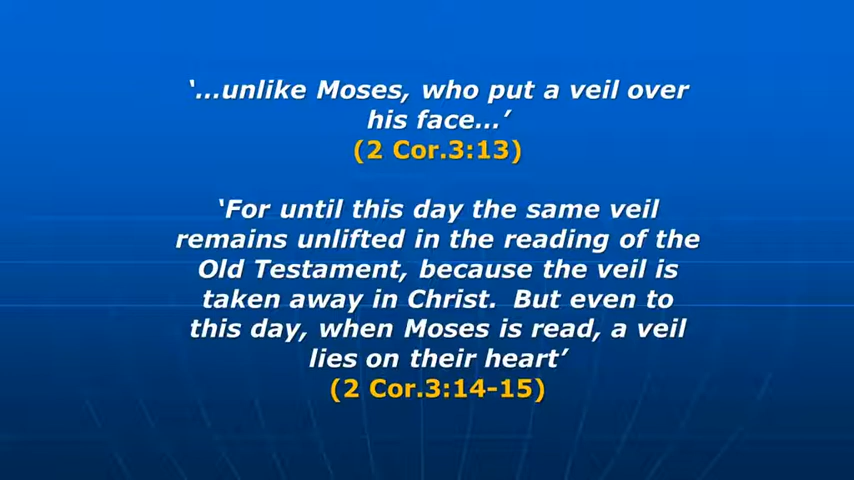 ‘...unlike Moses, who put a veil over
his face...’
(2 Cor.3:13)
‘For until this day the same veil
remains unlifted in the reading of the
Old Testament, because the veil is
taken away in Christ.  But even to
this day, when Moses is read, a veil
lies on their heart’
(2 Cor.3:14-15)